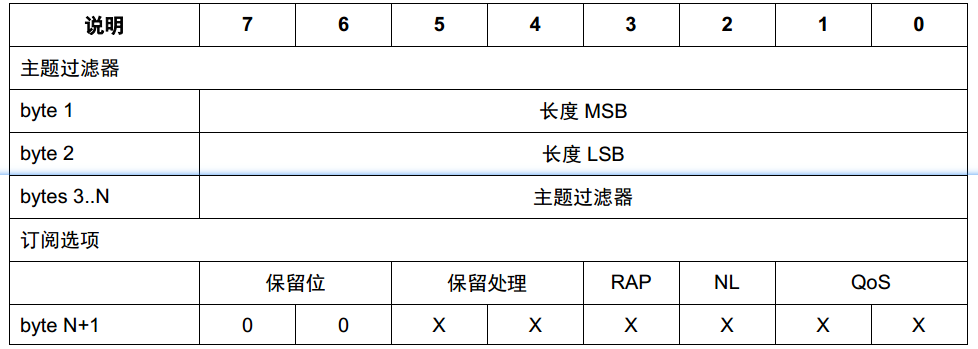 说明 7 6 5 4 3 2 1 0
主题过滤器
byte 1 长度 MSB
byte 2 长度 LSB
bytes 3..N 主题过滤器
订阅选项
保留位 保留处理 RAP NL QoS
byte N+1 0 0 X X X X X X